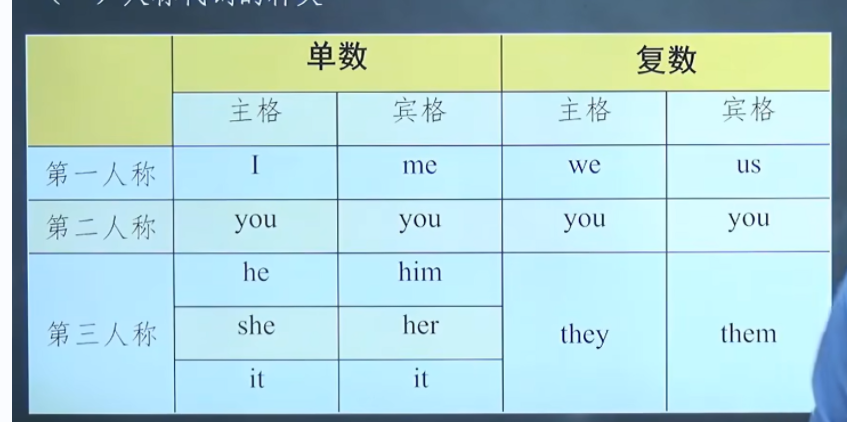 单数 复数
主格 宾格 主格 宾格
第一人称 I me we us
第二人称 you you you you
第三人称 he him they them
she her
it it